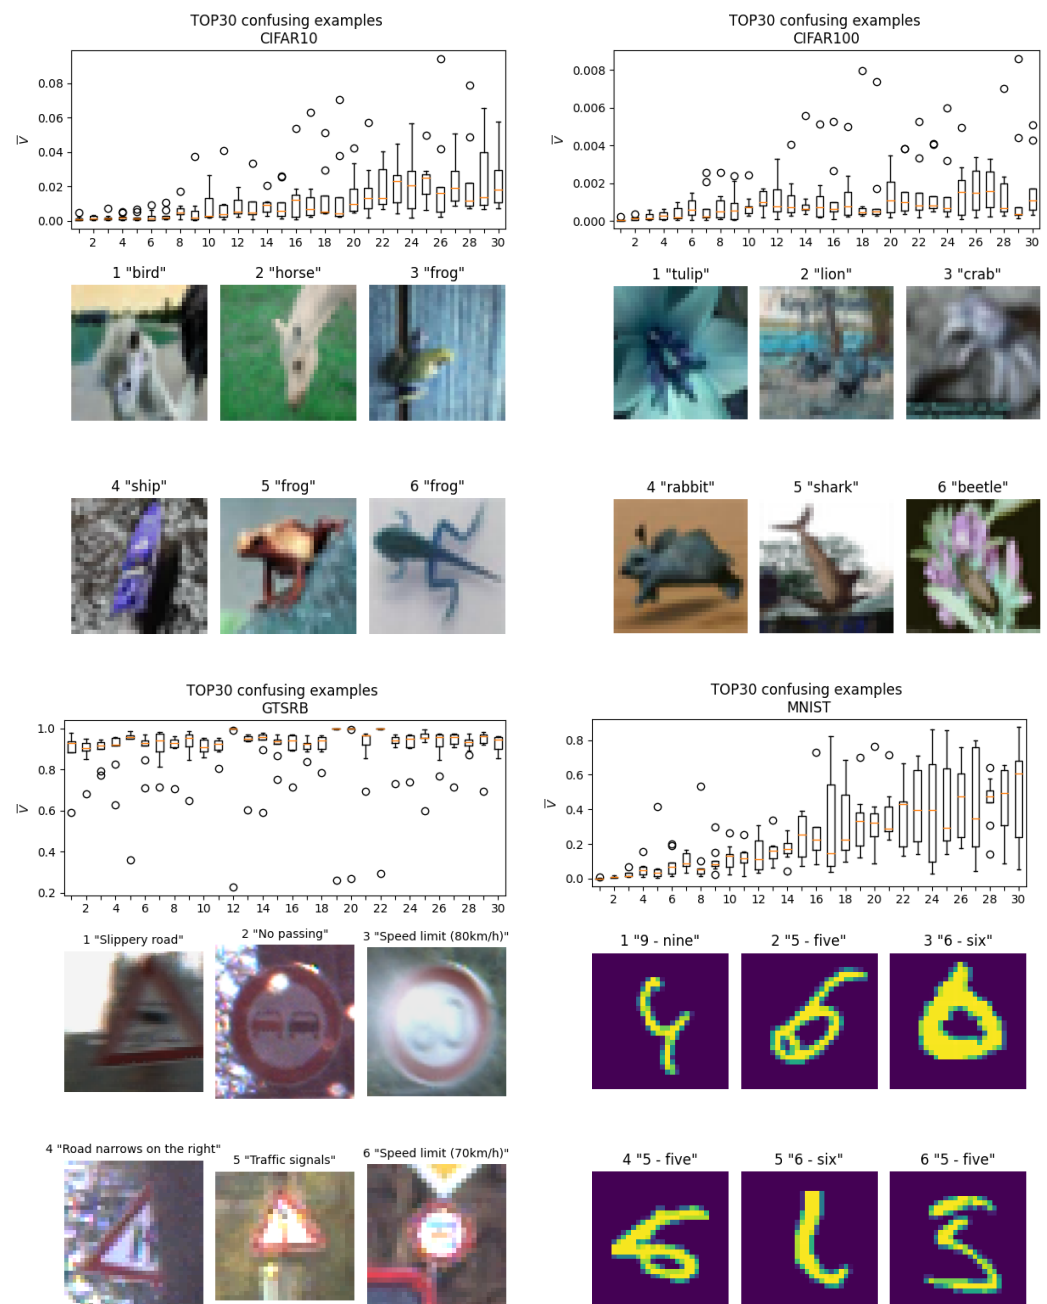 TOP30 confusing examples
CIFAR10
V
0.08
0.06
0.04
0.02
0.00
2 4 6 8 10 12 14 16 18 20 22 24 26 28 30
1 "bird" 2 "horse" 3 "frog"
4 "ship" 5 "frog" 6 "frog"
TOP30 confusing examples
CIFAR100
V
0.008
0.006
0.004
0.002
0.000
2 4 6 8 10 12 14 16 18 20 22 24 26 28 30
1 "tulip" 2 "lion" 3 "crab"
4 "rabbit" 5 "shark" 6 "beetle"
TOP30 confusing examples
GTSRB
V
1.0
0.8
0.6
0.4
0.2
2 4 6 8 10 12 14 16 18 20 22 24 26 28 30
1 "Slippery road" 2 "No passing" 3 "Speed limit (80km/h)"
4 "Road narrows on the right" 5 "Traffic signals" 6 "Speed limit (70km/h)"
TOP30 confusing examples
MNIST
V
0.8
0.6
0.4
0.2
0.0
2 4 6 8 10 12 14 16 18 20 22 24 26 28 30
1 "9 - nine" 2 "5 - five" 3 "6 - six"
4 "5 - five" 5 "6 - six" 6 "5 - five"